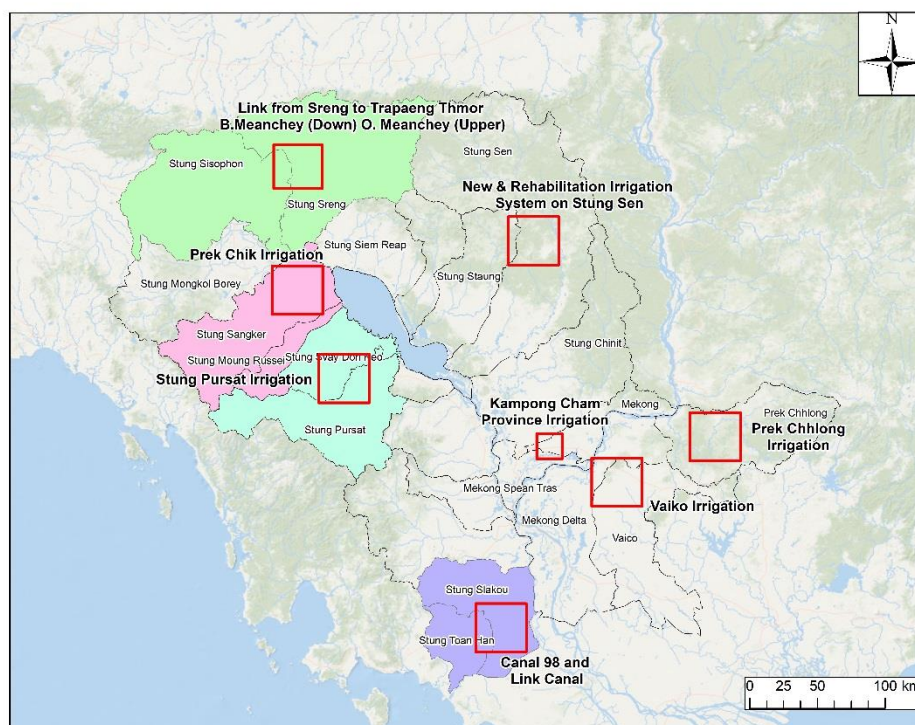 N
Link from Sreng to Trapaeng Thmor
B.Meanchey (Down) O. Meanchey (Upper)
Stung Sen
Stung Sisophon
Stung Sreng
New & Rehabilitation Irrigation
System on Stung Sen
Stung Siem Reap
Prek Chik Irrigation
Stung Staung
Stung Mongkol Borey
Stung Sangker
Stung Moung Russei
Stung Svay Don Keo
Stung Chinit
Stung Pursat Irrigation
Kampong Cham
Province Irrigation
Mekong
Prek Chhlong
Prek Chhlong
Irrigation
Stung Pursat
Mekong Spean Tras
Vaiko Irrigation
Mekong Delta
Vaico
Stung Slakou
Stung Toan Han
Canal 98 and
Link Canal
0 25 50 100 km